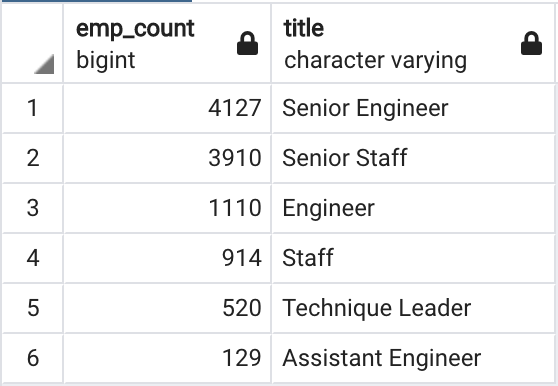 emp_count title
bigint character varying
1 4127 Senior Engineer
2 3910 Senior Staff
3 1110 Engineer
4 914 Staff
5 520 Technique Leader
6 129 Assistant Engineer